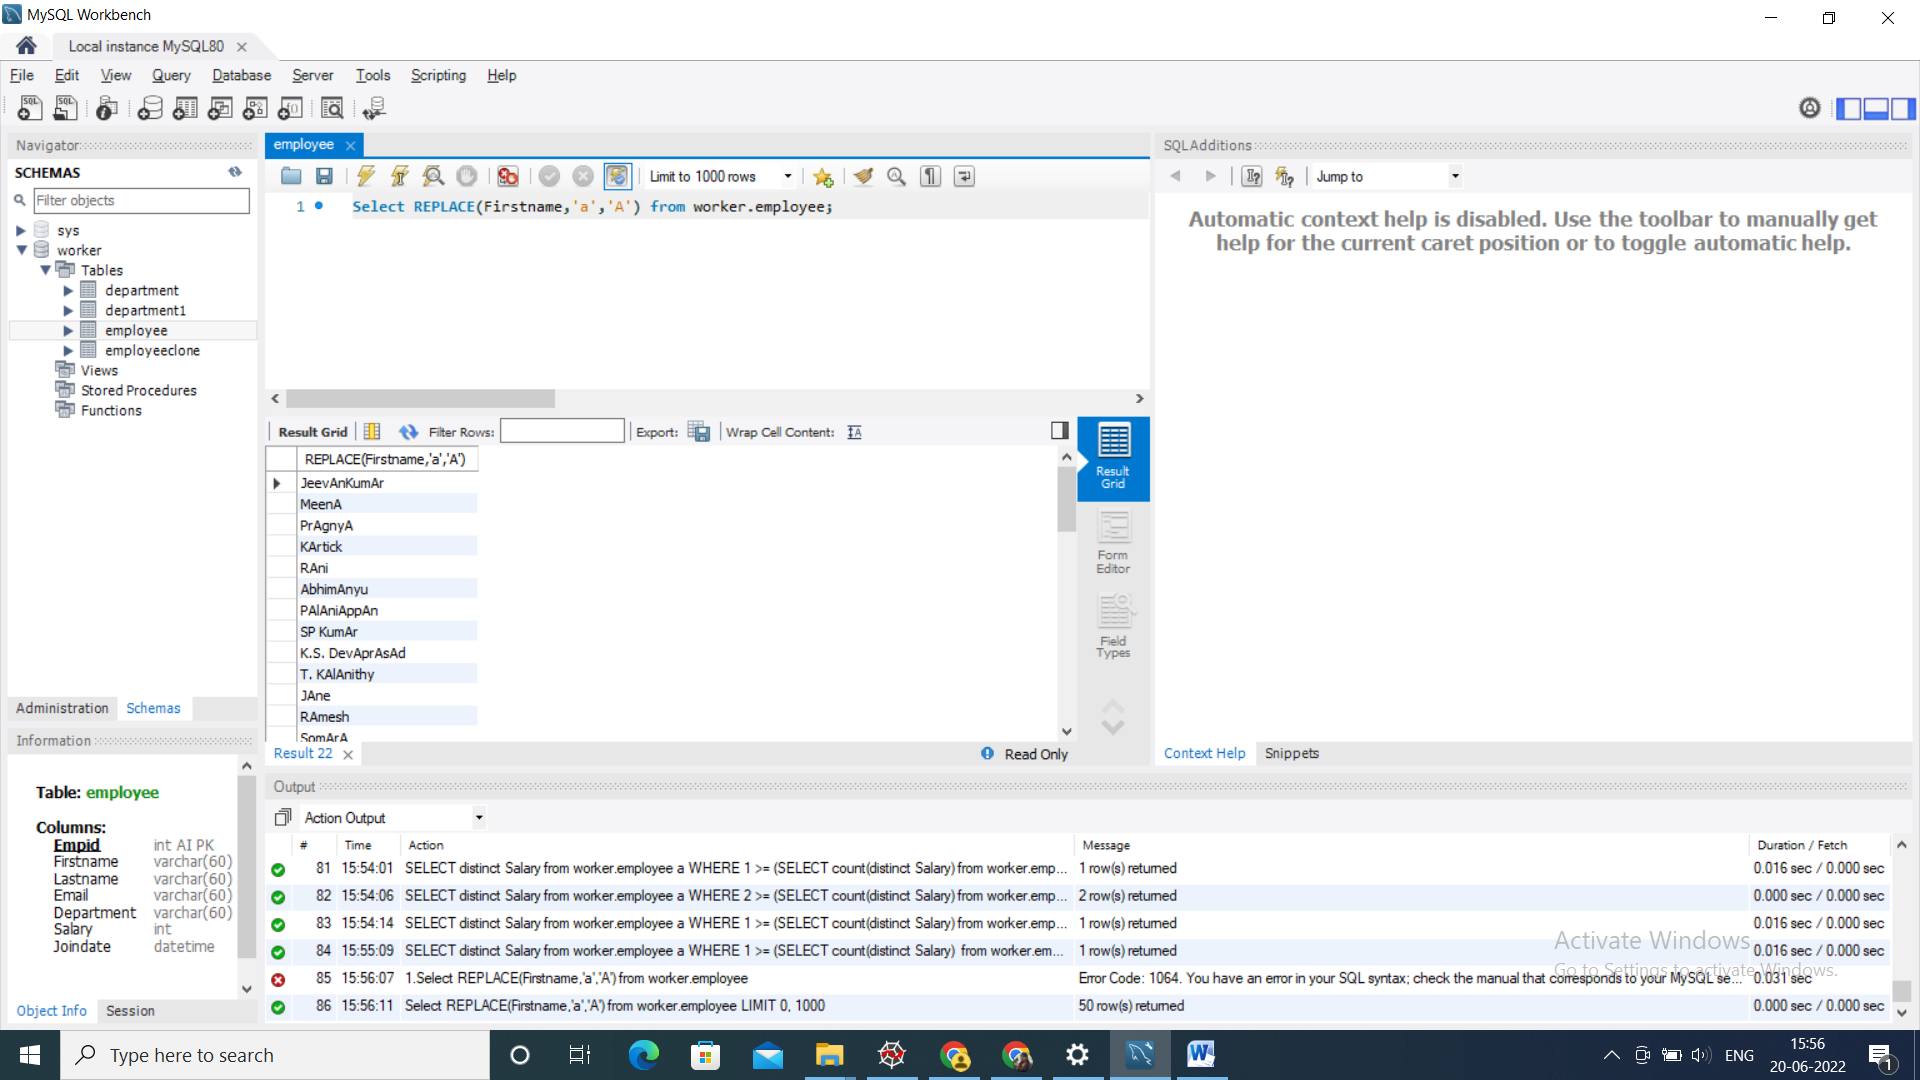 MySQL Workbench
Local instance MySQL80
File Edit View Query Database Server Tools Scripting Help
Navigator
SCHEMAS
Filter objects
sys
worker
Tables
department
department1
employee
employeeclone
Views
Stored Procedures
Functions
Administration Schemas
Information
Table: employee
Columns:
Empid int AI PK
Firstname varchar(60)
Lastname varchar(60)
Email varchar(60)
Department varchar(60)
Salary int
Joindate datetime
Object Info Session
employee
Limit to 1000 rows
1 Select REPLACE(Firstname,'a','A') from worker.employee;
Result Grid Filter Rows: Export: Wrap Cell Content:
REPLACE(Firstname,'a','A')
JeevAnKumAr
MeenA
PrAgnyA
KArtick
RAni
AbhimAnyu
PAlAniAppAn
SP KumAr
K.S. DevAprAsAd
T. KAlAnithy
JAne
RAmesh
SomArA
Result Grid
Form Editor
Field Types
Result 22
Read Only
SQLAdditions
Jump to
Automatic context help is disabled. Use the toolbar to manually get
help for the current caret position or to toggle automatic help.
Context Help Snippets
Output
Action Output
# Time Action Message Duration / Fetch
81 15:54:01 SELECT distinct Salary from worker.employee a WHERE 1 >= (SELECT count(distinct Salary) from worker.emp... 1 row(s) returned 0.016 sec / 0.000 sec
82 15:54:06 SELECT distinct Salary from worker.employee a WHERE 2 >= (SELECT count(distinct Salary) from worker.emp... 2 row(s) returned 0.000 sec / 0.000 sec
83 15:54:14 SELECT distinct Salary from worker.employee a WHERE 1 >= (SELECT count(distinct Salary) from worker.emp... 1 row(s) returned 0.016 sec / 0.000 sec
84 15:55:09 SELECT distinct Salary from worker.employee a WHERE 1 >= (SELECT count(distinct Salary) from worker.em... 1 row(s) returned 0.016 sec / 0.000 sec
85 15:56:07 1.Select REPLACE(Firstname,'a','A') from worker.employee Error Code: 1064. You have an error in your SQL syntax; check the manual that corresponds to your MySQL se... 0.031 sec
86 15:56:11 Select REPLACE(Firstname,'a','A') from worker.employee LIMIT 0, 1000 50 row(s) returned 0.000 sec / 0.000 sec
Activate Windows
Go to Settings to activate Windows.
Type here to search
ENG
15:56
20-06-2022
1